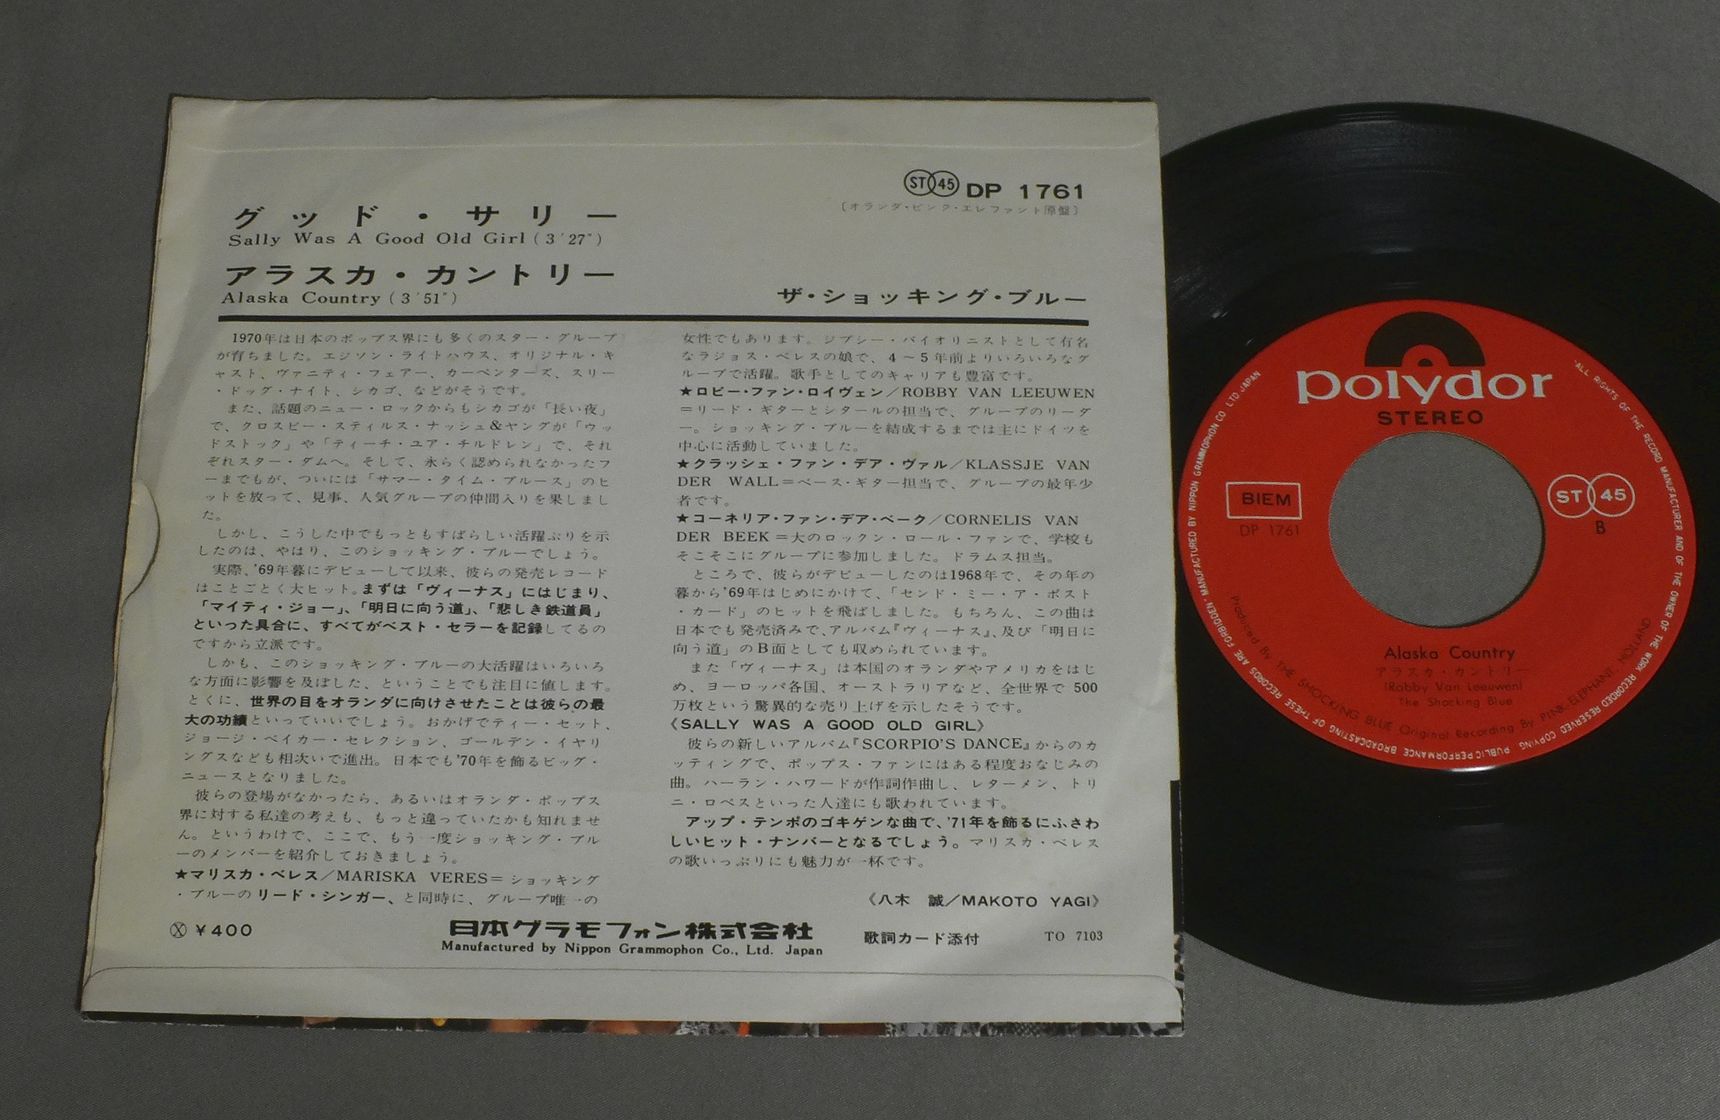 ST 45 DP 1761
〔オランダ・ピンク・エレファント原盤〕
グッド・サリー
Sally Was A Good Old Girl (3´27″)
アラスカ・カントリー
Alaska Country (3´51″)
ザ・ショッキング・ブルー
1970年は日本のポップス界にも多くのスター・グループ
が育ちました。エジソン・ライトハウス、オリジナル・キ
ャスト、ヴァニティ・フェアー、カーペンターズ、スリー
・ドッグ・ナイト、シカゴ、などがそうです。
また、話題のニュー・ロックからもシカゴが「長い夜」
で、クロスビー・スティルス・ナッシュ&ヤングが「ウッ
ドストック」や「ティーチ・ユア・チルドレン」で、それ
ぞれスター・ダムへ。そして、永らく認められなかったフ
ーまでもが、ついには「サマー・タイム・ブルース」のヒ
ットを放って、見事、人気グループの仲間入りを果しまし
た。
しかし、こうした中でもっともすばらしい活躍ぶりを示
したのは、やはり、このショッキング・ブルーでしょう。
実際、'69年暮にデビューして以来、彼らの発売レコード
はことごとく大ヒット。まずは「ヴィーナス」にはじまり、
「マイティ・ジョー」、「明日に向う道」、「悲しき鉄道員」
といった具合に、すべてがベスト・セラーを記録してるの
ですから立派です。
しかも、このショッキング・ブルーの大活躍はいろいろ
な方面に影響を及ぼした、ということでも注目に値します。
とくに、世界の目をオランダに向けさせたことは彼らの最
大の功績といっていいでしょう。おかげでティー・セット、
ジョージ・ベイカー・セレクション、ゴールデン・イヤリ
ングスなども相次いで進出。日本でも'70年を飾るビッグ・
ニュースとなりました。
彼らの登場がなかったら、あるいはオランダ・ポップス
界に対する私達の考えも、もっと違っていたかも知れませ
ん。というわけで、ここで、もう一度ショッキング・ブル
ーのメンバーを紹介しておきましょう。
★マリスカ・ベレス／MARISKA VERES＝ショッキング
・ブルーのリード・シンガー、と同時に、グループ唯一の
女性でもあります。ジプシー・バイオリニストとして有名
なラジョス・ベレスの娘で、4～5年前よりいろいろなグ
ループで活躍。歌手としてのキャリアも豊富です。
★ロビー・ファン・ロイヴェン／ROBBY VAN LEEUWEN
＝リード・ギターとシタールの担当で、グループのリーダ
ー。ショッキング・ブルーを結成するまでは主にドイツを
中心に活動していました。
★クラッシェ・ファン・デア・ヴァル／KLASSJE VAN
DER WALL＝ベース・ギター担当で、グループの最年少
者です。
★コーネリア・ファン・デア・ベーク／CORNELIS VAN
DER BEEK＝大のロックン・ロール・ファンで、学校も
そこそこにグループに参加しました。ドラムス担当。
ところで、彼らがデビューしたのは1968年で、その年の
暮から'69年はじめにかけて、「センド・ミー・ア・ポスト
・カード」のヒットを飛ばしました。もちろん、この曲は
日本でも発売済みで、アルバム『ヴィーナス』、及び「明日に
向う道」のB面としても収められています。
また「ヴィーナス」は本国のオランダやアメリカをはじ
め、ヨーロッパ各国、オーストラリアなど、全世界で 500
万枚という驚異的な売り上げを示したそうです。
《SALLY WAS A GOOD OLD GIRL》
彼らの新しいアルバム『SCORPIO'S DANCE』からのカ
ッティングで、ポップス・ファンにはある程度おなじみの
曲。ハーラン・ハワードが作詞作曲し、レターメン、トリ
ニ・ロペスといった人達にも歌われています。
アップ・テンポのゴキゲンな曲で、'71年を飾るにふさわ
しいヒット・ナンバーとなるでしょう。マリスカ・ベレス
の歌いっぷりにも魅力が一杯です。
《八木 誠／MAKOTO YAGI》
Ⓧ ¥400
日本グラモフォン株式会社
Manufactured by Nippon Grammophon Co., Ltd. Japan
歌詞カード添付
TO 7103
polydor
STEREO
BIEM
DP 1761
ST 45
B
Alaska Country
アラスカ・カントリー
(Robby Van Leeuwen)
The Shocking Blue
Produced By THE SHOCKING BLUE Original Recording By PINK ELEPHANT, HOLLAND
ALL RIGHTS OF THE RECORD MANUFACTURER AND OF THE OWNER OF THE WORK RECORDED RESERVED COPYING PUBLIC PERFORMANCE BROADCASTING OF THESE RECORDS ARE FORBIDDEN · MANUFACTURED BY NIPPON GRAMMOPHON CO LTD JAPAN